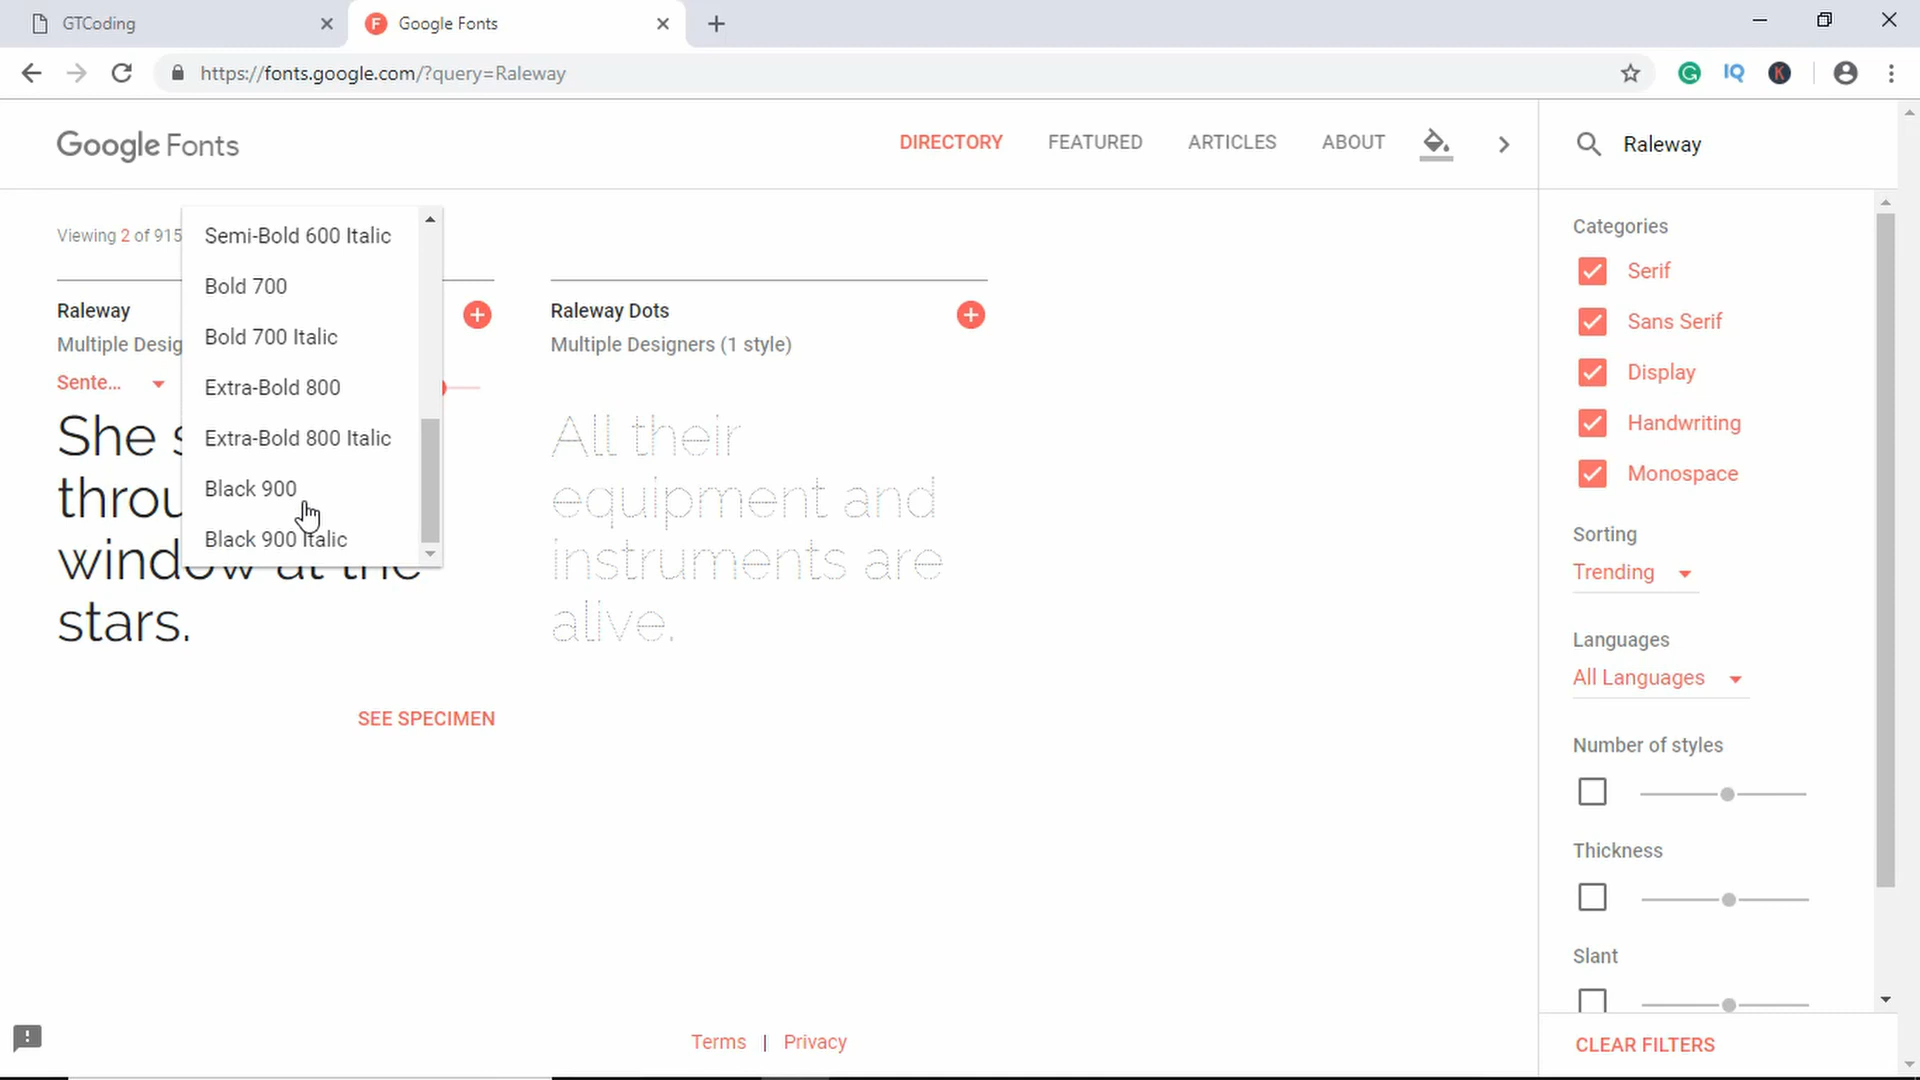 GTCoding
Google Fonts
https://fonts.google.com/?query=Raleway
IQ
K
Google Fonts
DIRECTORY
FEATURED
ARTICLES
ABOUT
Raleway
Viewing 2 of 915
Semi-Bold 600 Italic
Bold 700
Bold 700 Italic
Extra-Bold 800
Extra-Bold 800 Italic
Black 900
Black 900 Italic
Raleway
Multiple Desig
Sente...
She s
throu
window at the
stars.
SEE SPECIMEN
Raleway Dots
Multiple Designers (1 style)
All their
equipment and
instruments are
alive.
Categories
Serif
Sans Serif
Display
Handwriting
Monospace
Sorting
Trending
Languages
All Languages
Number of styles
Thickness
Slant
CLEAR FILTERS
Terms | Privacy